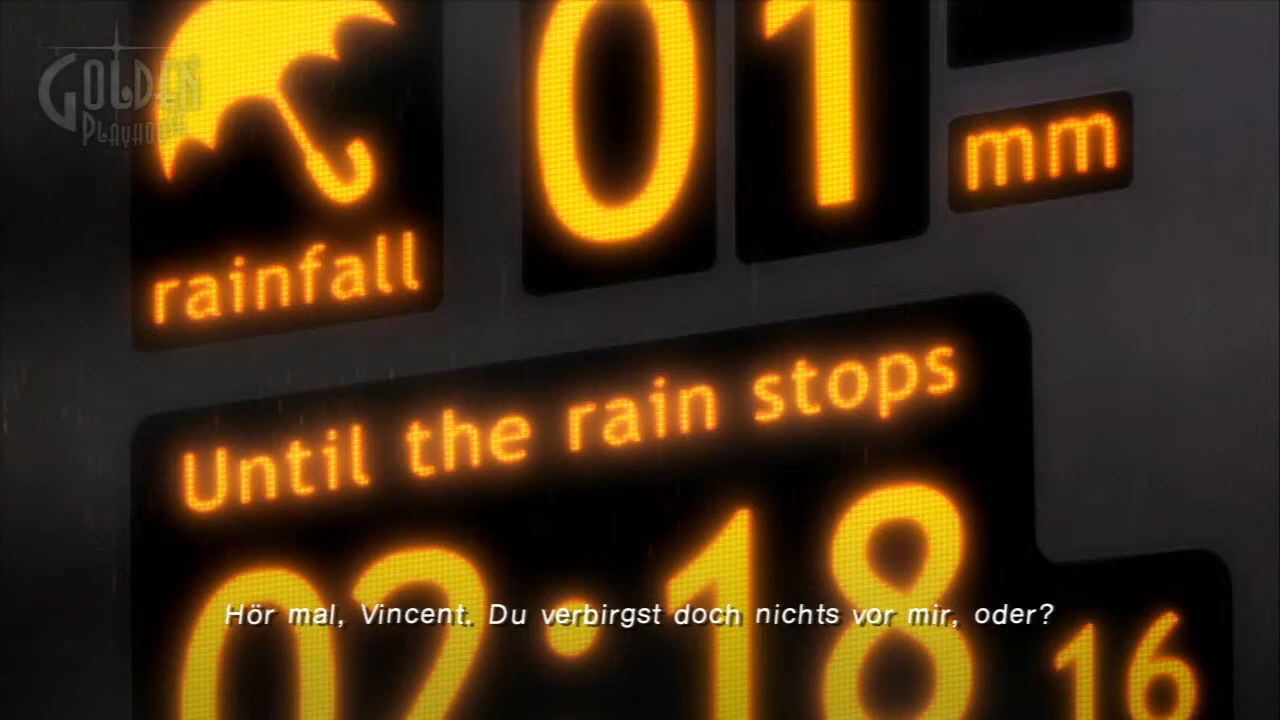 GOLDEN
PLAYHOUSE
01
mm
rainfall
Until the rain stops
02:18
16
Hör mal, Vincent. Du verbirgst doch nichts vor mir, oder?